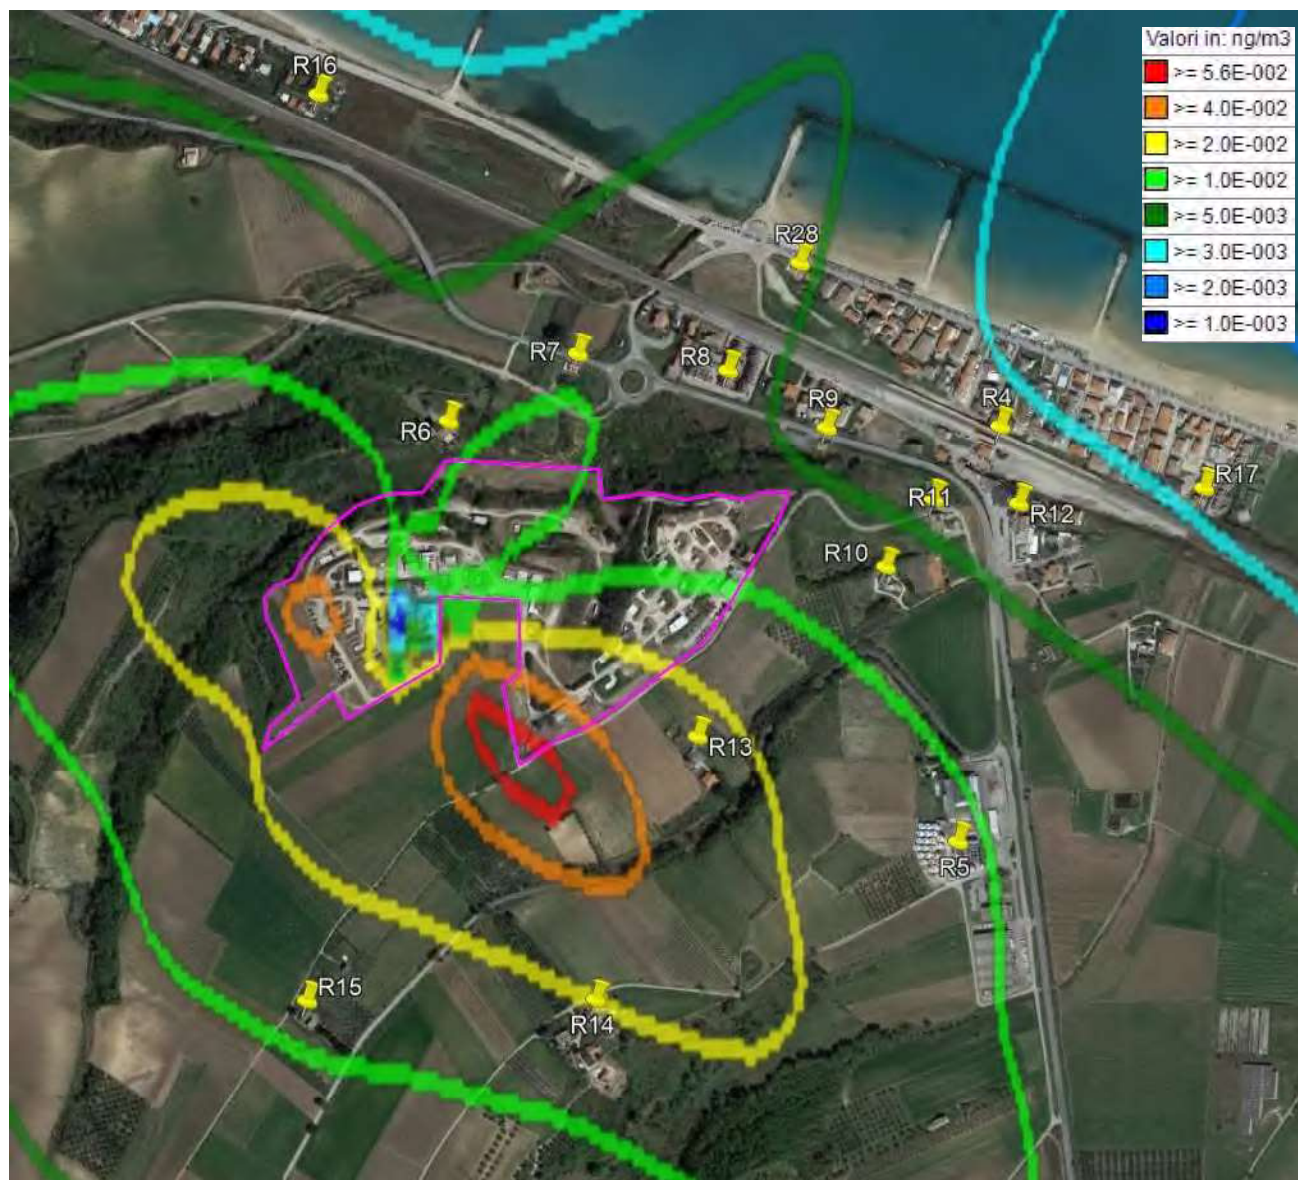 Valori in: ng/m3
>= 5.6E-002
>= 4.0E-002
>= 2.0E-002
>= 1.0E-002
>= 5.0E-003
>= 3.0E-003
>= 2.0E-003
>= 1.0E-003
R16
R28
R7
R8
R6
R9
R4
R17
R11
R12
R10
R13
R5
R15
R14